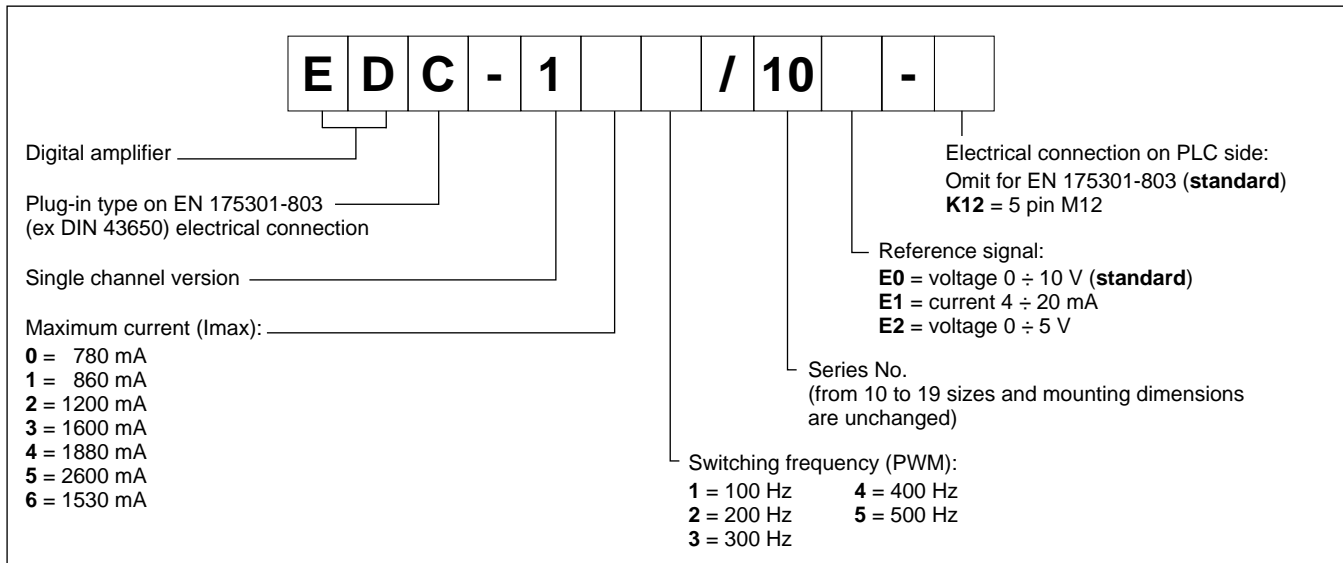 E D C - 1 / 10 -
Digital amplifier
Plug-in type on EN 175301-803
(ex DIN 43650) electrical connection
Single channel version
Maximum current (Imax):
0 = 780 mA
1 = 860 mA
2 = 1200 mA
3 = 1600 mA
4 = 1880 mA
5 = 2600 mA
6 = 1530 mA
Electrical connection on PLC side:
Omit for EN 175301-803 (standard)
K12 = 5 pin M12
Reference signal:
E0 = voltage 0 ÷ 10 V (standard)
E1 = current 4 ÷ 20 mA
E2 = voltage 0 ÷ 5 V
Series No.
(from 10 to 19 sizes and mounting dimensions
are unchanged)
Switching frequency (PWM):
1 = 100 Hz 4 = 400 Hz
2 = 200 Hz 5 = 500 Hz
3 = 300 Hz